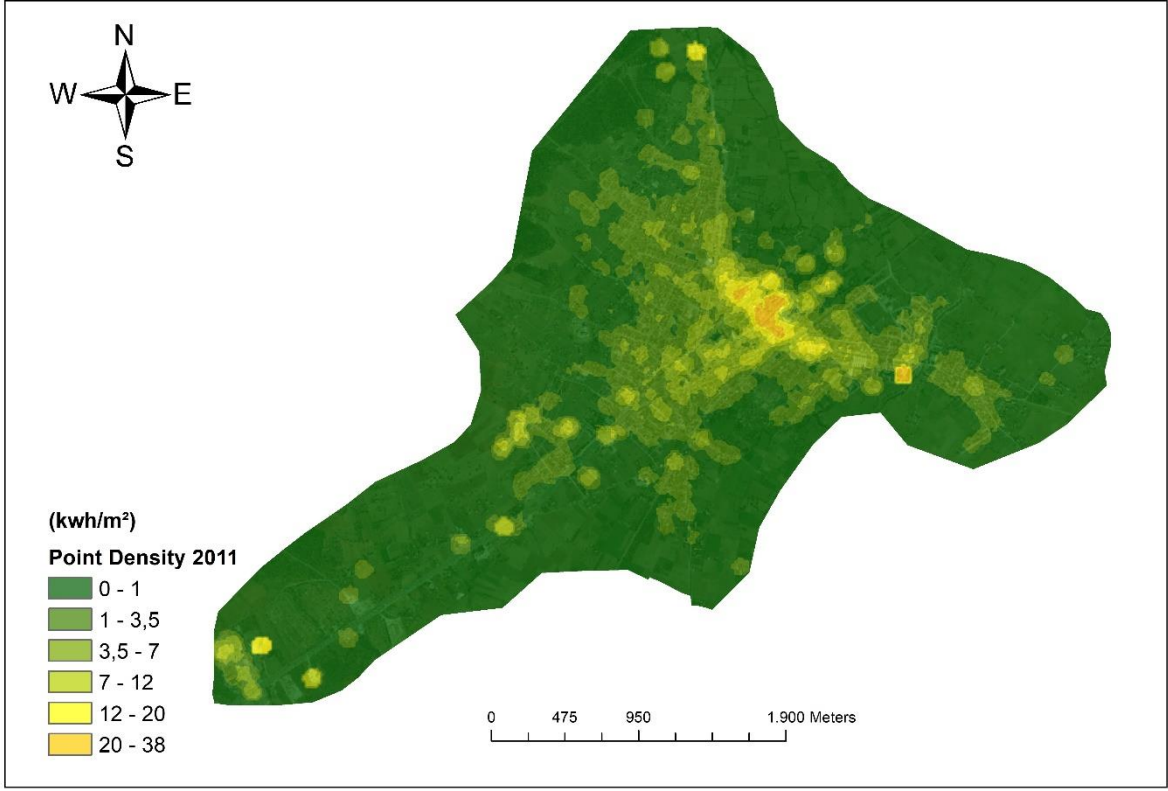 N
W E
S
(kwh/m²)
Point Density 2011
0 - 1
1 - 3,5
3,5 - 7
7 - 12
12 - 20
20 - 38
0 475 950 1.900 Meters